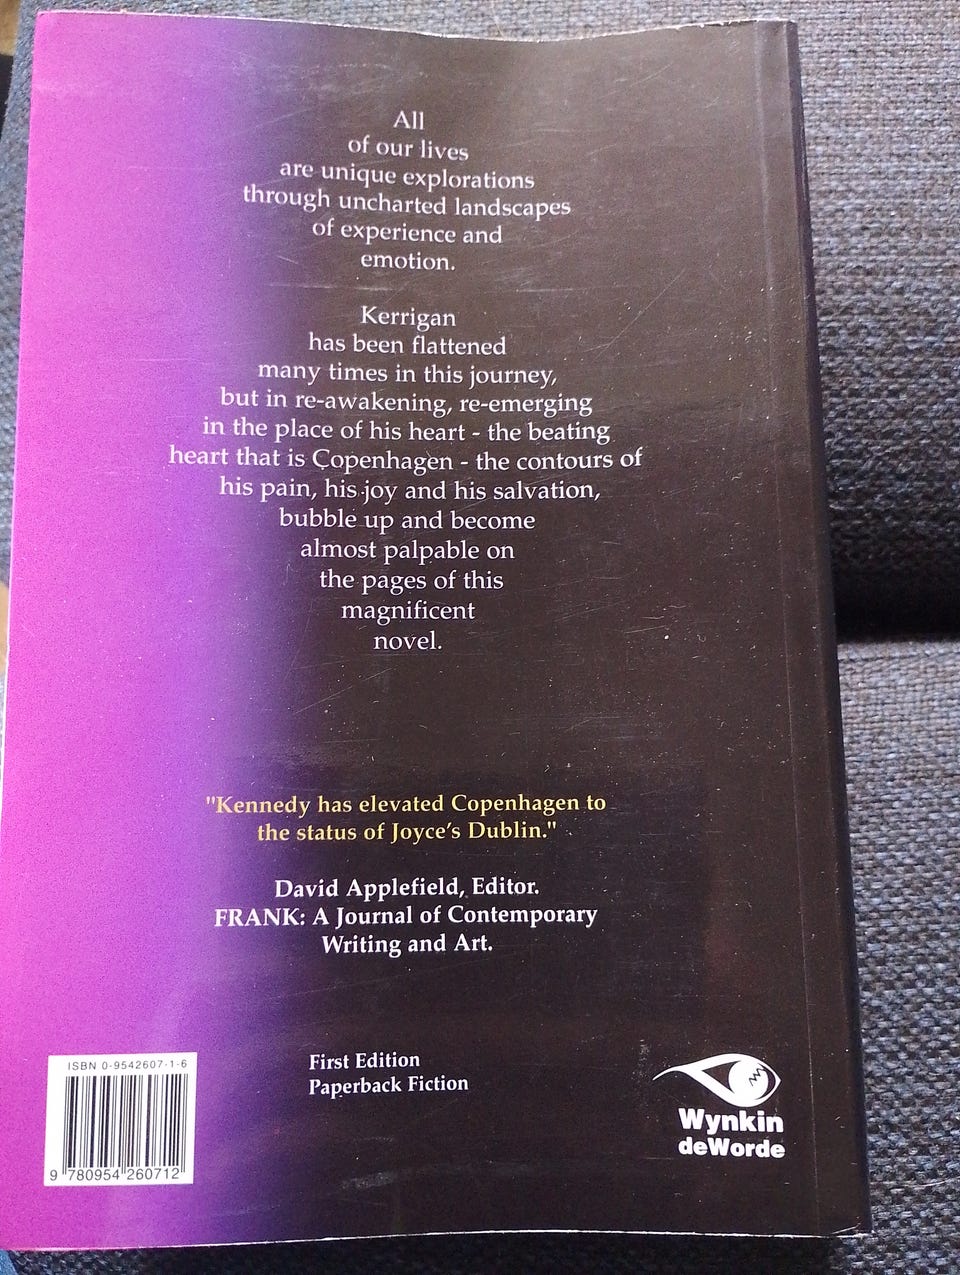 All
of our lives
are unique explorations
through uncharted landscapes
of experience and
emotion.
Kerrigan
has been flattened
many times in this journey,
but in re-awakening, re-emerging
in the place of his heart - the beating
heart that is Copenhagen - the contours of
his pain, his joy and his salvation,
bubble up and become
almost palpable on
the pages of this
magnificent
novel.
"Kennedy has elevated Copenhagen to
the status of Joyce's Dublin."
David Applefield, Editor.
FRANK: A Journal of Contemporary
Writing and Art.
ISBN 0-9542607-1-6
9 780954 260712
First Edition
Paperback Fiction
Wynkin
deWorde